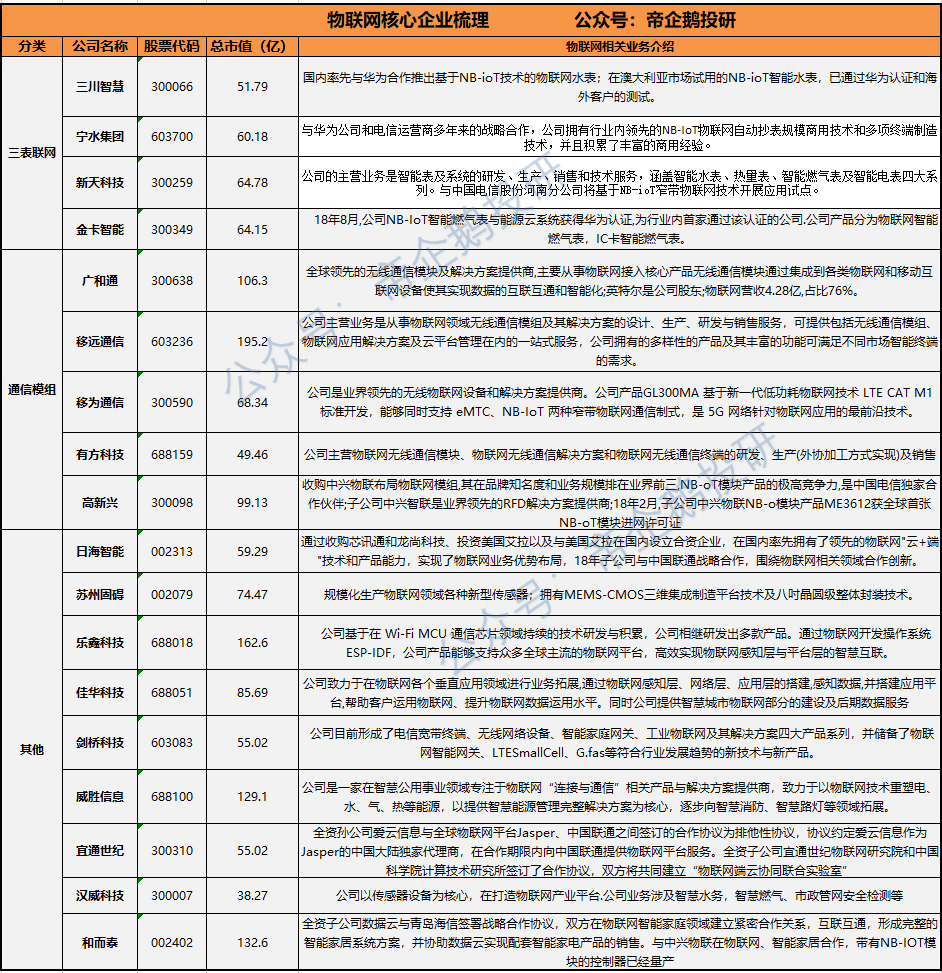 物联网核心企业梳理 公众号：帝企鹅投研
分类 公司名称 股票代码 总市值（亿） 物联网相关业务介绍
三表联网
三川智慧 300066 51.79
国内率先与华为合作推出基于NB-ioT技术的物联网水表；在澳大利亚市场试用的NB-ioT智能水表，已通过华为认证和海
外客户的测试。
宁水集团 603700 60.18
与华为公司和电信运营商多年来的战略合作，公司拥有行业内领先的NB-IoT物联网自动抄表规模商用技术和多项终端制造
技术，并且积累了丰富的商用经验。
新天科技 300259 64.78
公司的主营业务是智能表及系统的研发、生产、销售和技术服务，涵盖智能水表、热量表、智能燃气表及智能电表四大系
列。与中国电信股份河南分公司将基于NB-ioT窄带物联网技术开展应用试点。
金卡智能 300349 64.15
18年8月,公司NB-IoT智能燃气表与能源云系统获得华为认证,为行业内首家通过该认证的公司.公司产品分为物联网智能
燃气表，IC卡智能燃气表。
通信模组
广和通 300638 106.3
全球领先的无线通信模块及解决方案提供商,主要从事物联网接入核心产品无线通信模块通过集成到各类物联网和移动互
联网设备使其实现数据的互联互通和智能化;英特尔是公司股东;物联网营收4.28亿,占比76%。
移远通信 603236 195.2
公司主营业务是从事物联网领域无线通信模组及其解决方案的设计、生产、研发与销售服务，可提供包括无线通信模组、
物联网应用解决方案及云平台管理在内的一站式服务，公司拥有的多样性的产品及其丰富的功能可满足不同市场智能终端
的需求。
移为通信 300590 68.34
公司是业界领先的无线物联网设备和解决方案提供商。公司产品GL300MA 基于新一代低功耗物联网技术 LTE CAT M1
标准开发，能够同时支持 eMTC、NB-IoT 两种窄带物联网通信制式，是 5G 网络针对物联网应用的最前沿技术。
有方科技 688159 49.46
公司主营物联网无线通信模块、物联网无线通信解决方案和物联网无线通信终端的研发、生产(外协加工方式实现)及销售
高新兴 300098 99.13
收购中兴物联布局物联网模组,其在品牌知名度和业务规模排在业界前三,NB-oT模块产品的极高竞争力,是中国电信独家合
作伙伴;子公司中兴智联是业界领先的RFD解决方案提供商;18年2月,子公司中兴物联NB-o模块产品ME3612获全球首张
NB-oT模块进网许可证
其他
日海智能 002313 59.29
通过收购芯讯通和龙尚科技、投资美国艾拉以及与美国艾拉在国内设立合资企业，在国内率先拥有了领先的物联网"云+端
"技术和产品能力，实现了物联网业务优势布局，18年子公司与中国联通战略合作，围绕物联网相关领域合作创新。
苏州固碍 002079 74.47
规模化生产物联网领域各种新型传感器；拥有MEMS-CMOS三维集成制造平台技术及八吋晶圆级整体封装技术。
乐鑫科技 688018 162.6
公司基于在 Wi-Fi MCU 通信芯片领域持续的技术研发与积累，公司相继研发出多款产品。通过物联网开发操作系统
ESP-IDF，公司产品能够支持众多全球主流的物联网平台，高效实现物联网感知层与平台层的智慧互联。
佳华科技 688051 85.69
公司致力于在物联网各个垂直应用领域进行业务拓展,通过物联网感知层、网络层、应用层的搭建,感知数据,并搭建应用平
台,帮助客户运用物联网、提升物联网数据运用水平。同时公司提供智慧城市物联网部分的建设及后期数据服务
剑桥科技 603083 55.02
公司目前形成了电信宽带终端、无线网络设备、智能家庭网关、工业物联网及其解决方案四大产品系列，并储备了物联
网智能网关、LTESmallCell、G.fas等符合行业发展趋势的新技术与新产品。
威胜信息 688100 129.1
公司是一家在智慧公用事业领域专注于物联网“连接与通信”相关产品与解决方案提供商，致力于以物联网技术重塑电、
水、气、热等能源，以提供智慧能源管理完整解决方案为核心，逐步向智慧消防、智慧路灯等领域拓展。
宜通世纪 300310 55.02
全资孙公司爱云信息与全球物联网平台Jasper、中国联通之间签订的合作协议为排他性协议，协议约定爱云信息作为
Jasper的中国大陆独家代理商，在合作期限内向中国联通提供物联网平台服务。全资子公司宜通世纪物联网研究院和中国
科学院计算技术研究所签订了合作协议，双方将共同建立“物联网端云协同联合实验室”
汉威科技 300007 38.27
公司以传感器设备为核心，在打造物联网产业平台.公司业务涉及智慧水务，智慧燃气、市政管网安全检测等
和而泰 002402 132.6
全资子公司数据云与青岛海信签署战略合作协议，双方在物联网智能家庭领域建立紧密合作关系，互联互通，形成完整的
智能家居系统方案，并协助数据云实现配套智能家电产品的销售。与中兴物联在物联网、智能家居合作，带有NB-IOT模
块的控制器已经量产
公众号：帝企鹅投研
公众号：帝企鹅投研